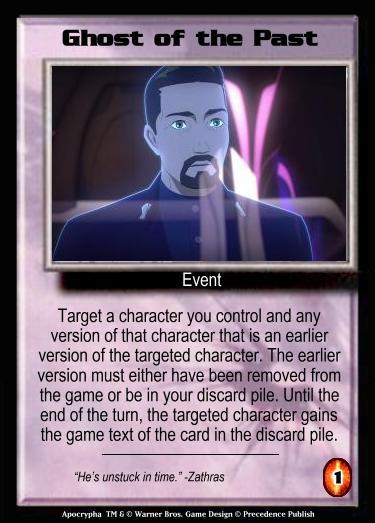 Ghost of the Past
Event
Target a character you control and any
version of that character that is an earlier
version of the targeted character. The earlier
version must either have been removed from
the game or be in your discard pile. Until the
end of the turn, the targeted character gains
the game text of the card in the discard pile.
"He's unstuck in time." -Zathras
1
Apocrypha TM & © Warner Bros. Game Design © Precedence Publish